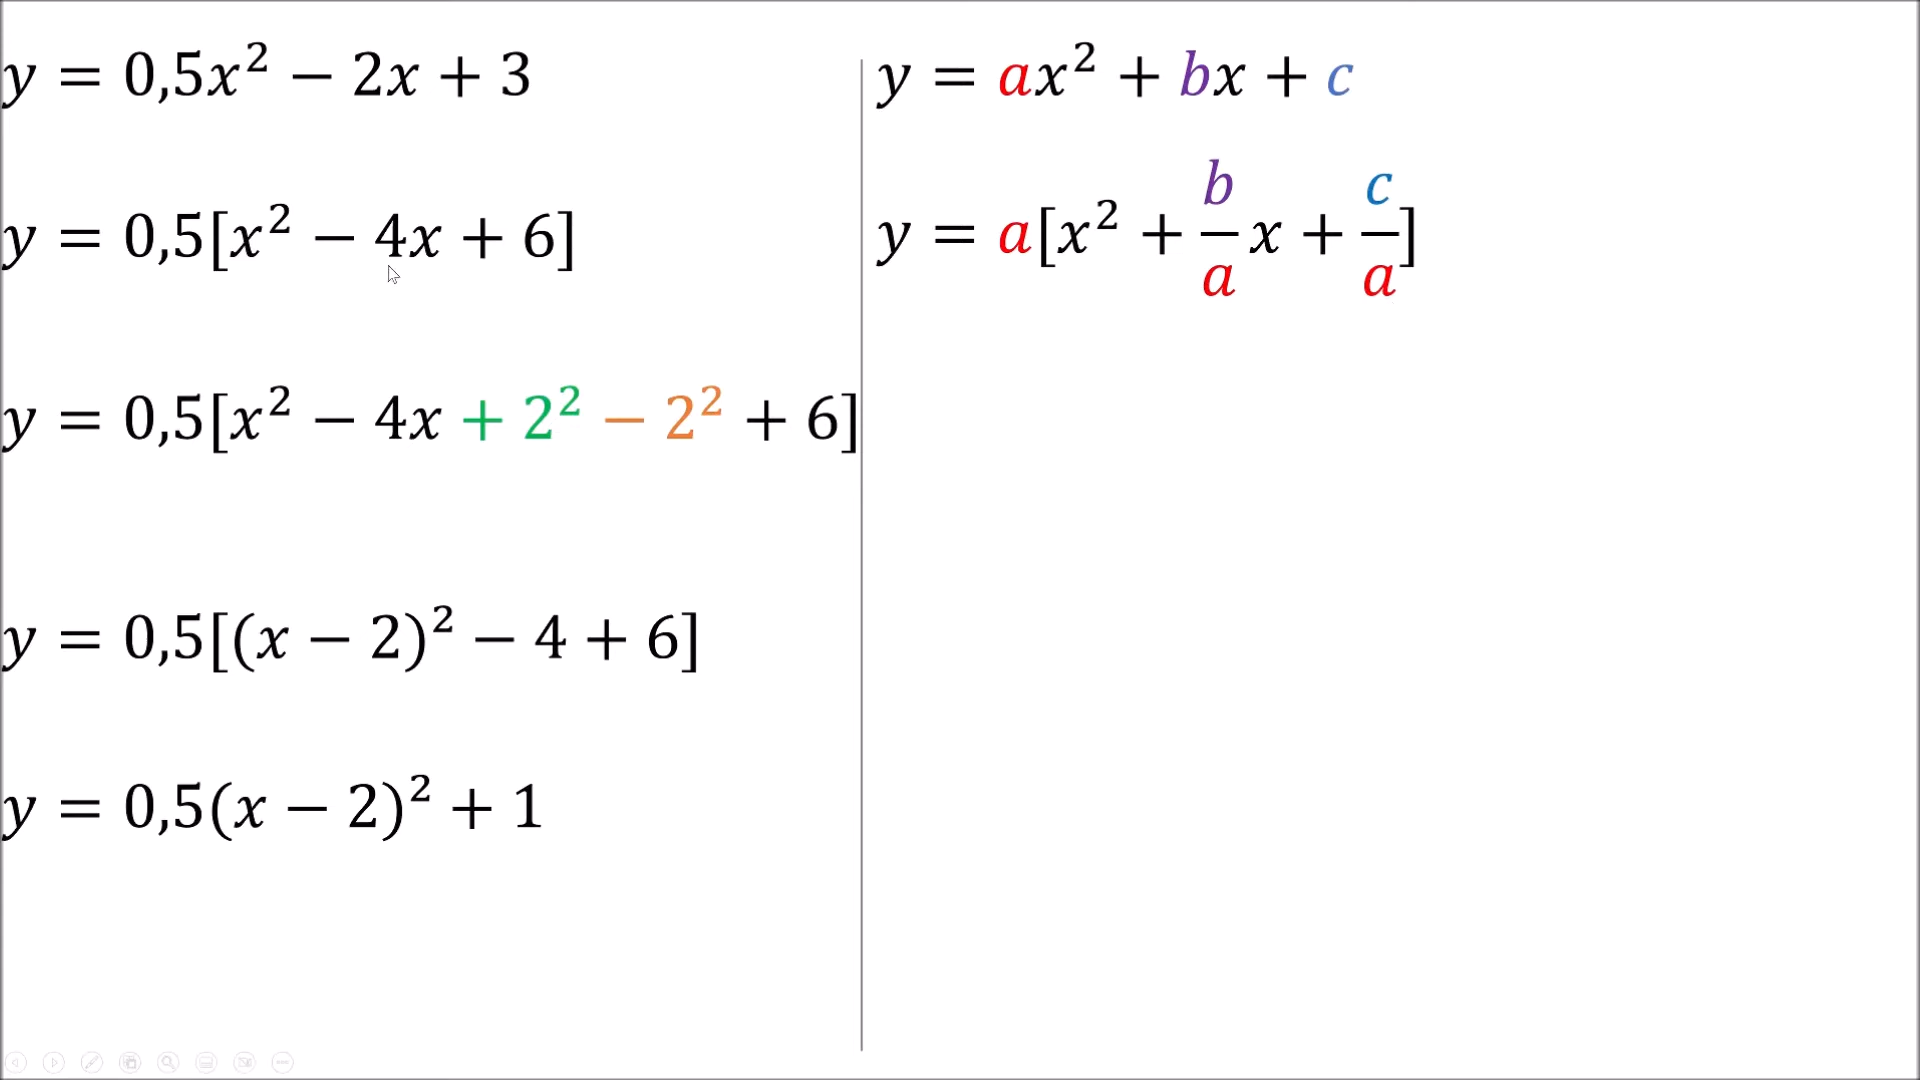 y = 0,5x² − 2x + 3
y = 0,5[x² − 4x + 6]
y = 0,5[x² − 4x + 2² − 2² + 6]
y = 0,5[(x − 2)² − 4 + 6]
y = 0,5(x − 2)² + 1
y = ax² + bx + c
y = a[x² + b/a x + c/a]